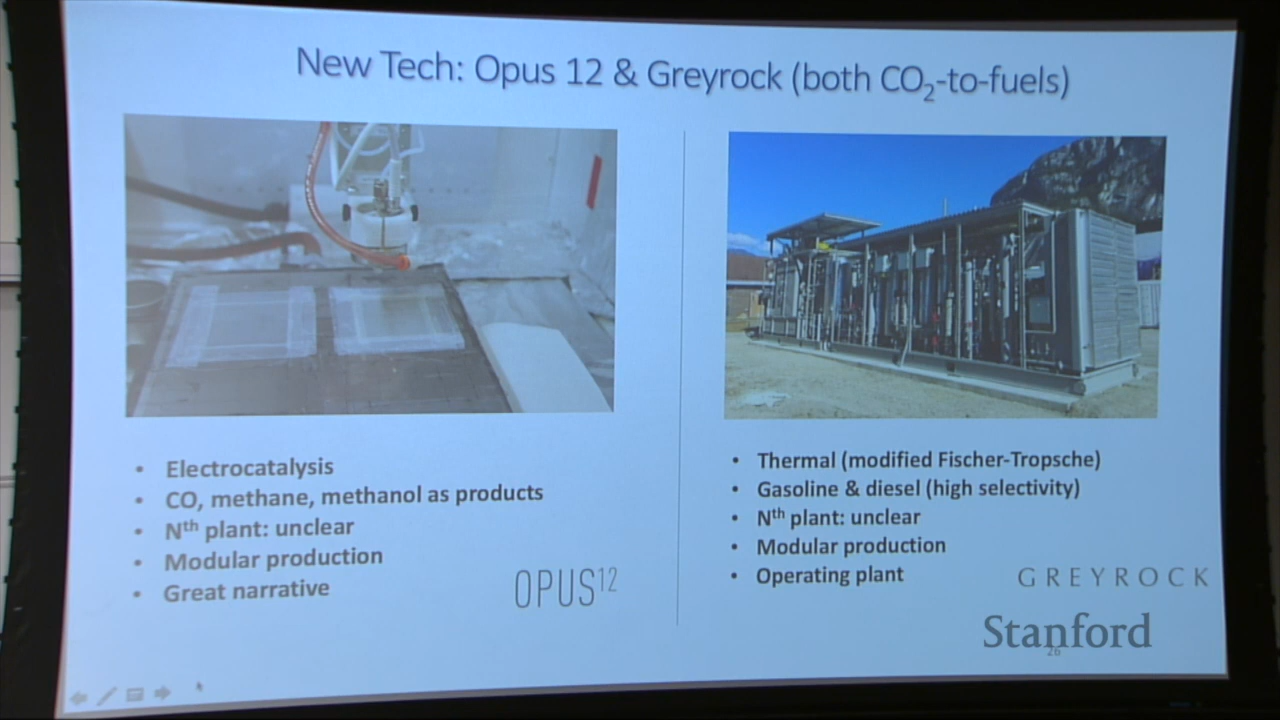 New Tech: Opus 12 & Greyrock (both CO₂-to-fuels)
• Electrocatalysis
• CO, methane, methanol as products
• Nᵗʰ plant: unclear
• Modular production
• Great narrative
OPUS¹²
• Thermal (modified Fischer-Tropsche)
• Gasoline & diesel (high selectivity)
• Nᵗʰ plant: unclear
• Modular production
• Operating plant
GREYROCK
Stanford
26